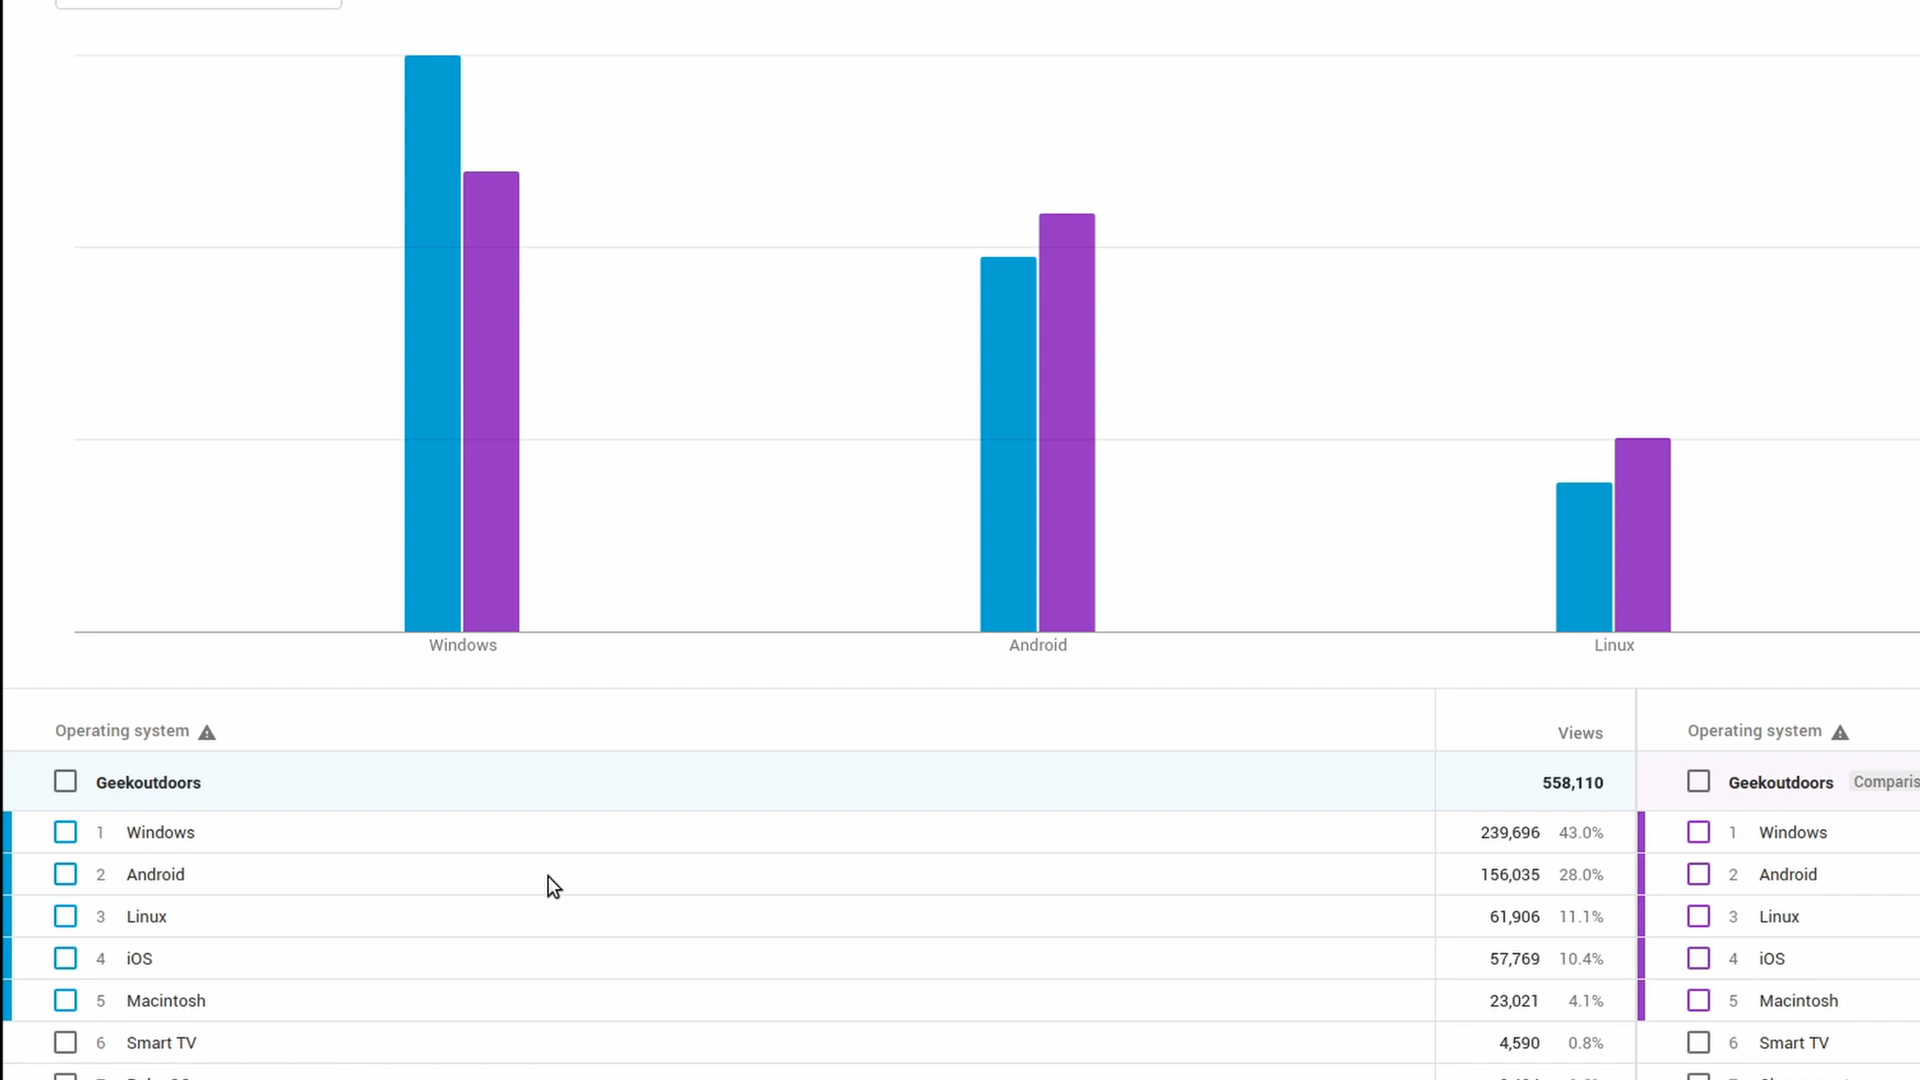 Windows
Android
Linux
Operating system
Views
Operating system
Geekoutdoors
558,110
Geekoutdoors
1 Windows 239,696 43.0%
1 Windows
2 Android 156,035 28.0%
2 Android
3 Linux 61,906 11.1%
3 Linux
4 iOS 57,769 10.4%
4 iOS
5 Macintosh 23,021 4.1%
5 Macintosh
6 Smart TV 4,590 0.8%
6 Smart TV